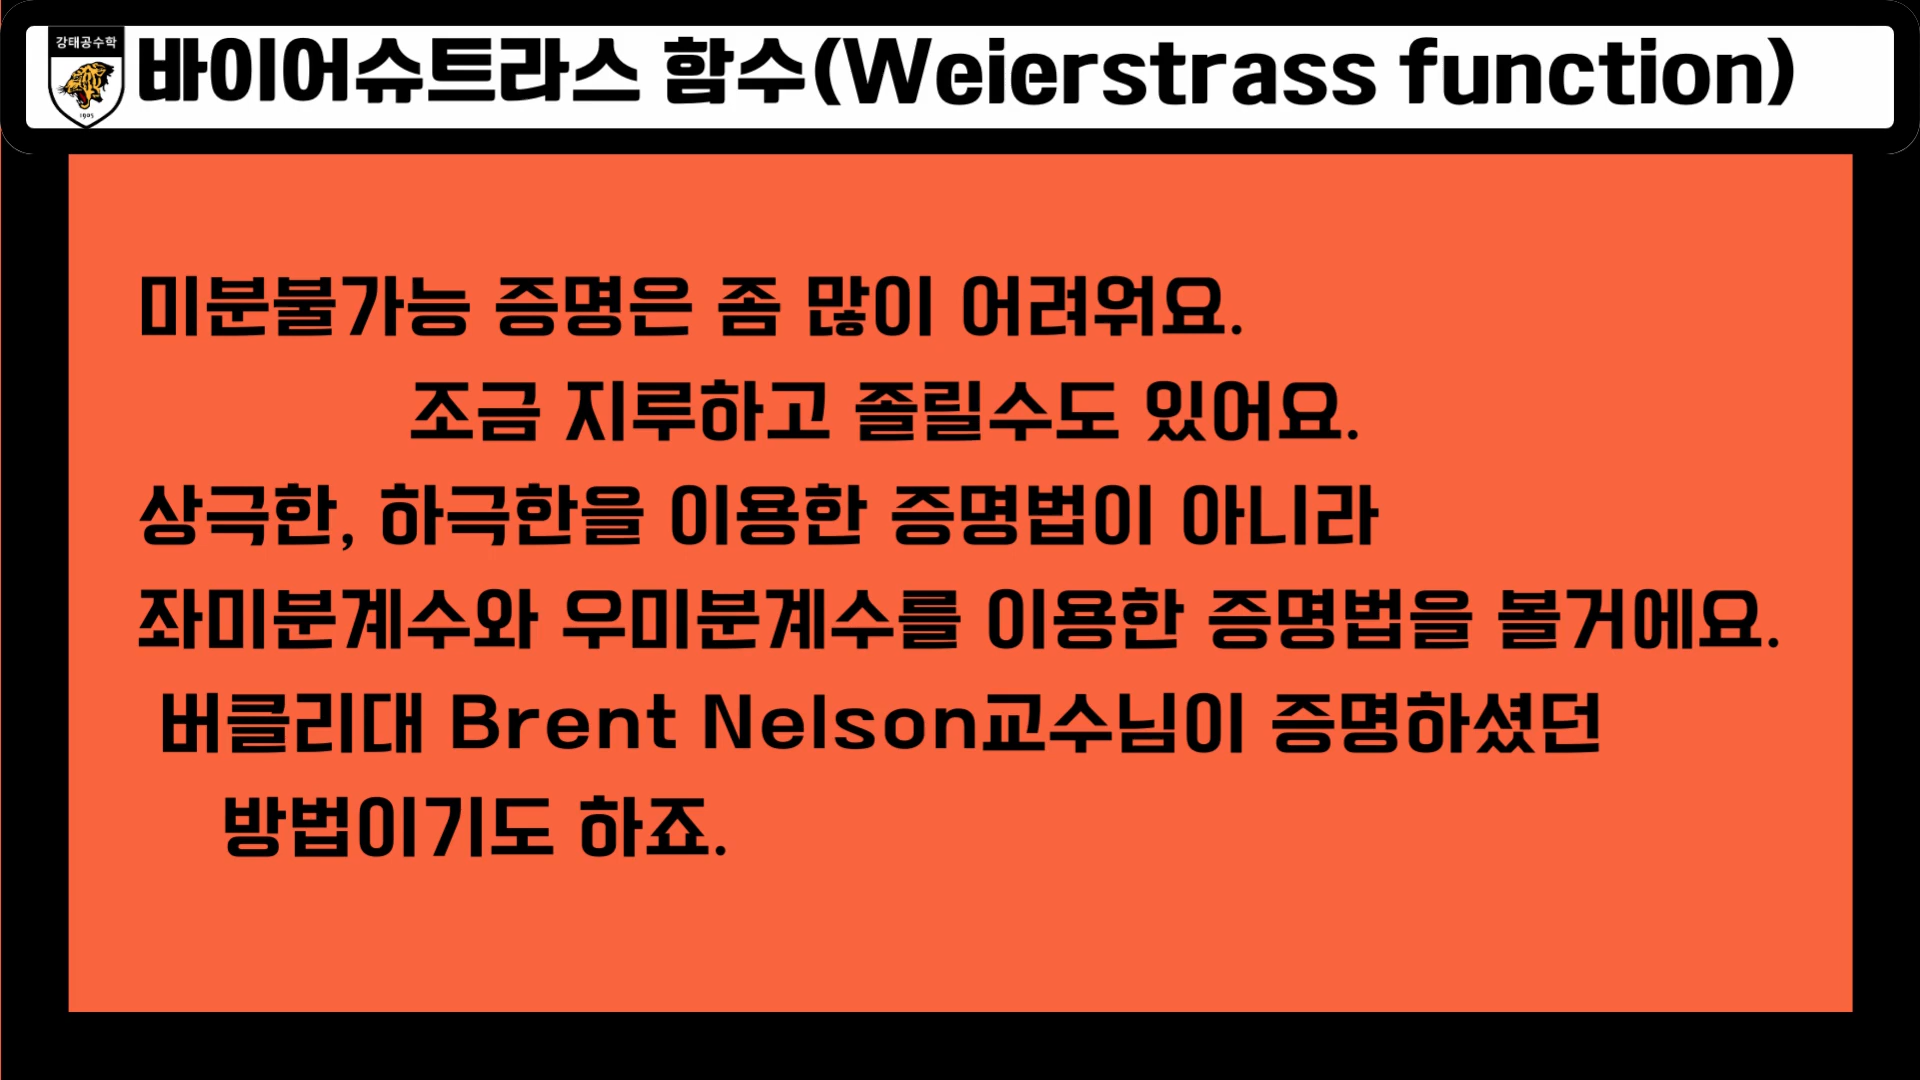 강태공수학
1905
바이어슈트라스 함수(Weierstrass function)
미분불가능 증명은 좀 많이 어려워요.
조금 지루하고 졸릴수도 있어요.
상극한, 하극한을 이용한 증명법이 아니라
좌미분계수와 우미분계수를 이용한 증명법을 볼거에요.
버클리대 Brent Nelson교수님이 증명하셨던
방법이기도 하죠.